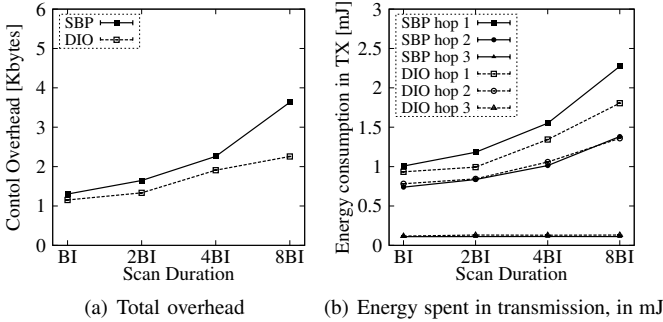 Contol Overhead [Kbytes]
6
5
4
3
2
1
0
SBP
DIO
BI 2BI 4BI 8BI
Scan Duration
(a) Total overhead
Energy consumption in TX [mJ]
3
2.5
2
1.5
1
0.5
0
SBP hop 1
SBP hop 2
SBP hop 3
DIO hop 1
DIO hop 2
DIO hop 3
BI 2BI 4BI 8BI
Scan Duration
(b) Energy spent in transmission, in mJ